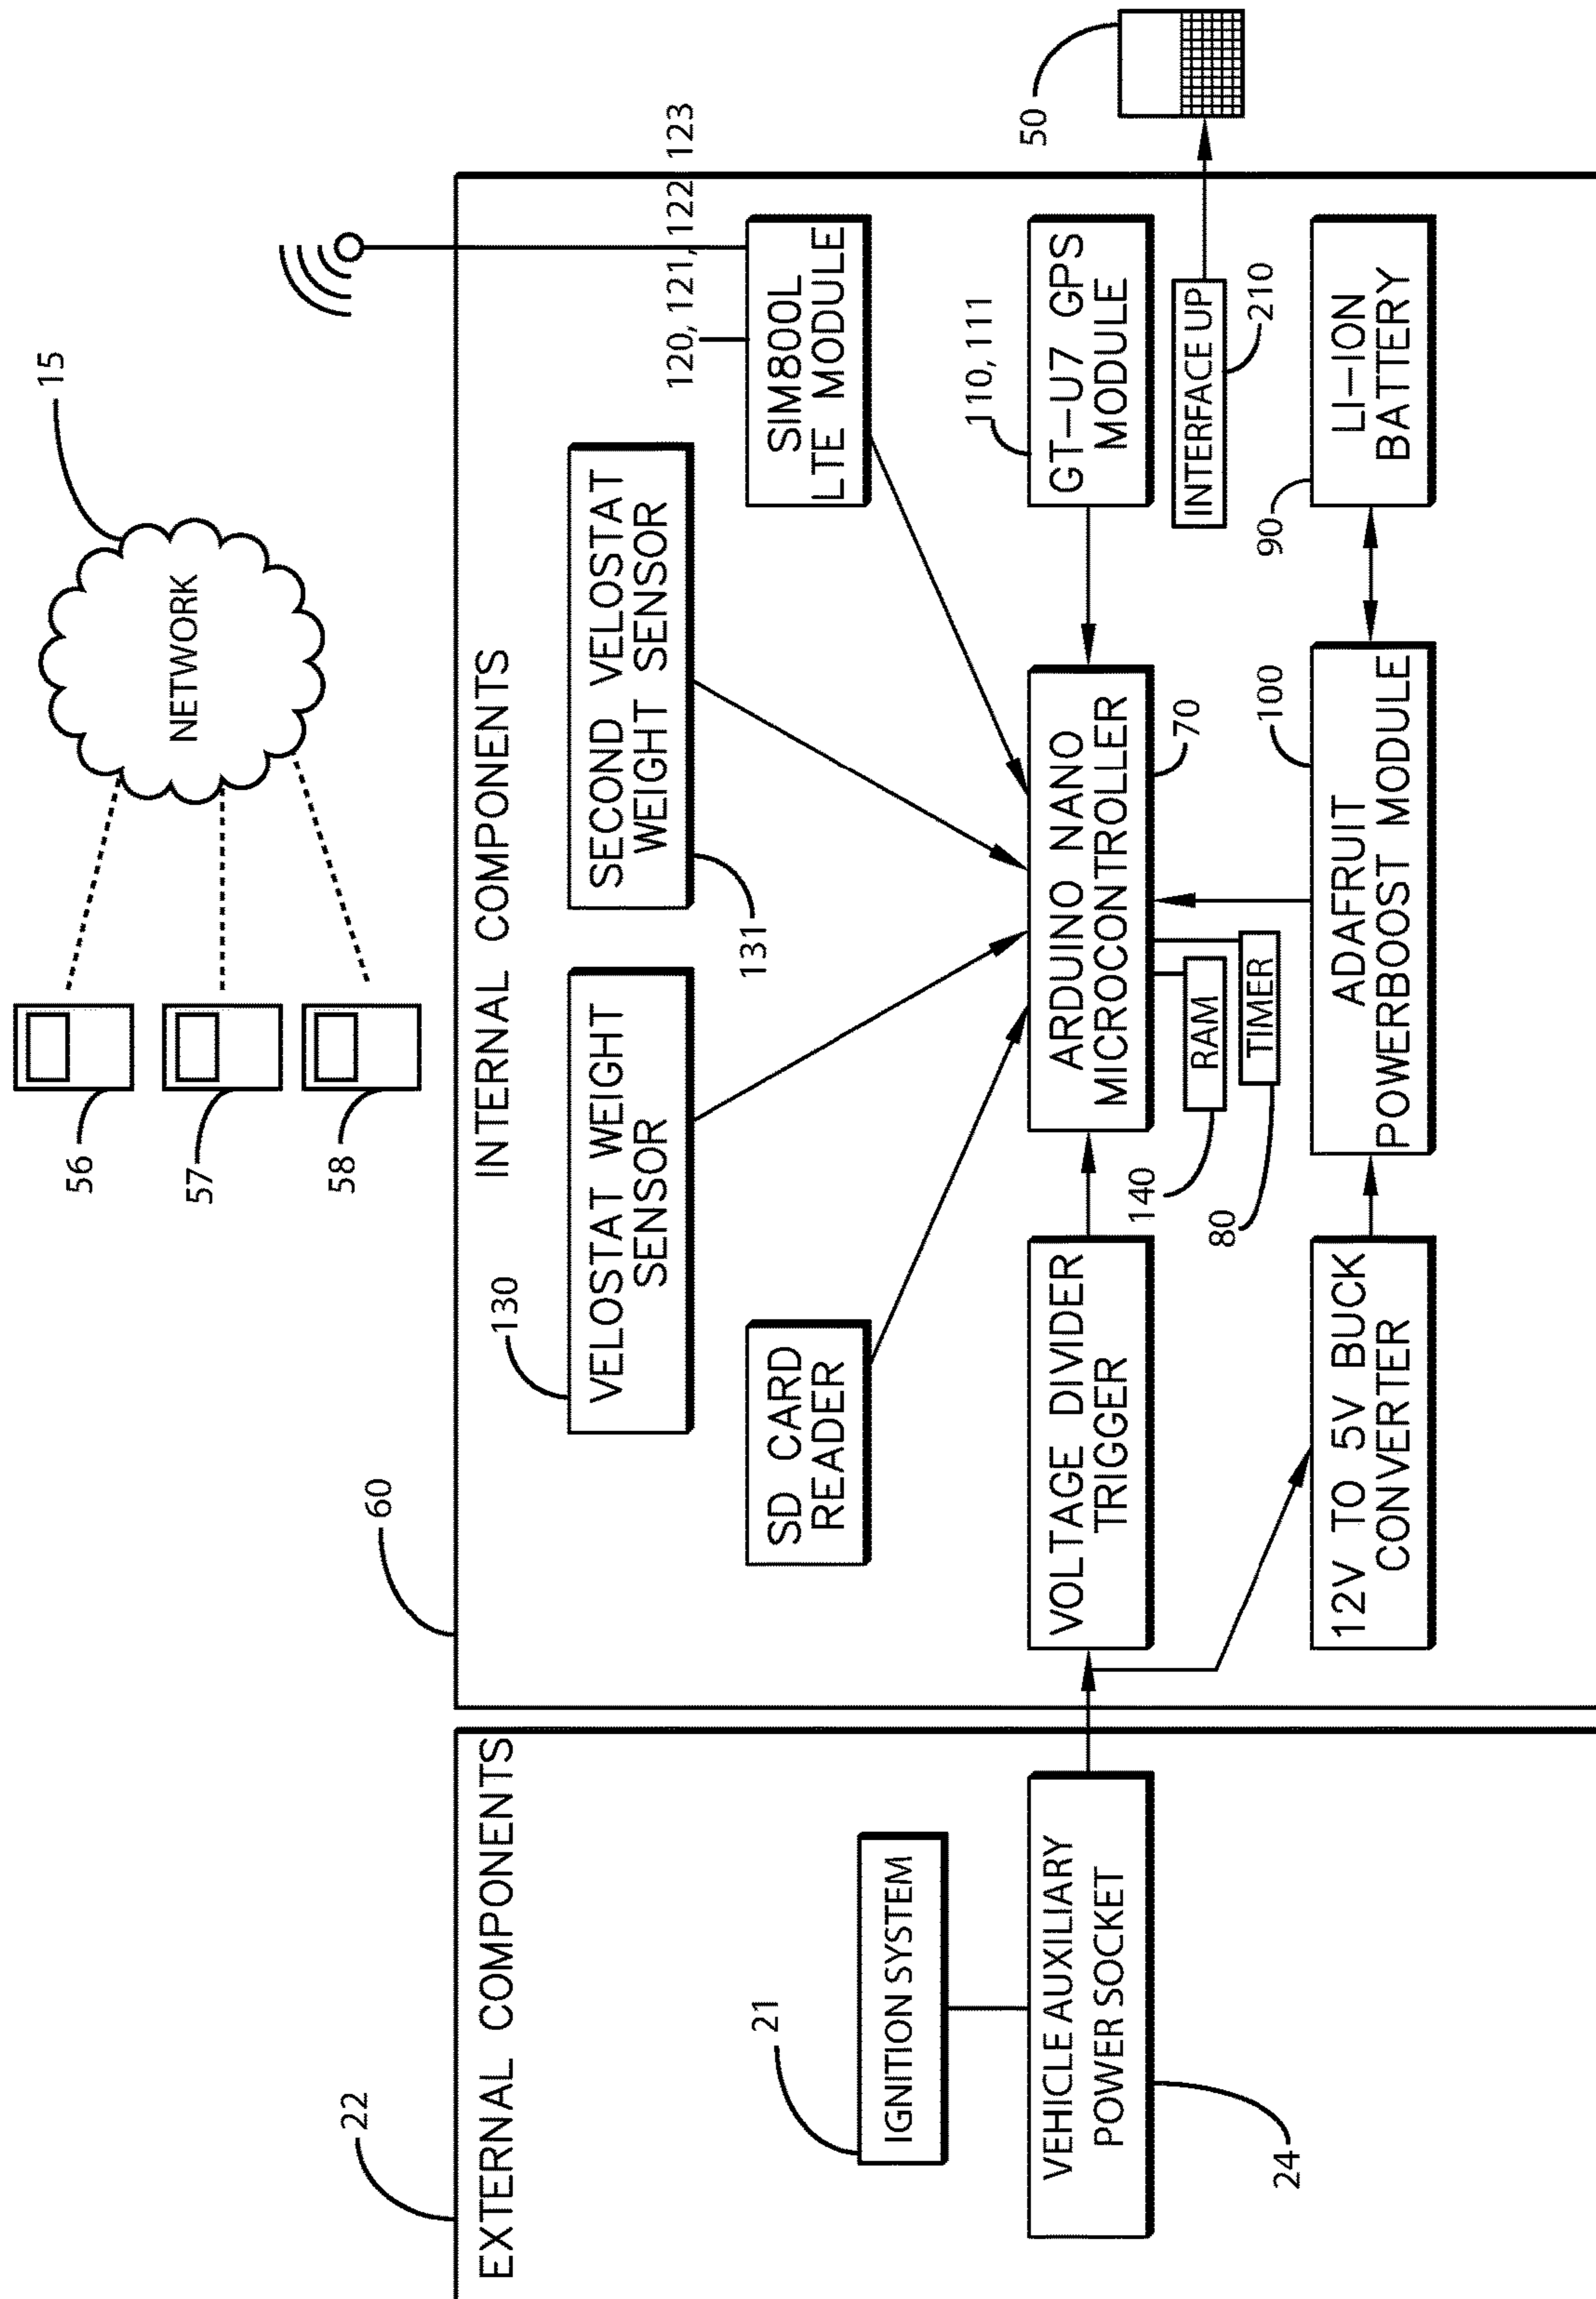 15
NETWORK
56
57
58
22
EXTERNAL COMPONENTS
21
IGNITION SYSTEM
VEHICLE AUXILIARY
POWER SOCKET
24
60
INTERNAL COMPONENTS
130
VELOSTAT WEIGHT
SENSOR
SECOND VELOSTAT
WEIGHT SENSOR
131
SD CARD
READER
120, 121, 122, 123
SIM800L
LTE MODULE
VOLTAGE DIVIDER
TRIGGER
ARDUINO NANO
MICROCONTROLLER
70
110, 111
GT-U7 GPS
MODULE
140
RAM
80
TIMER
INTERFACE UP
210
50
12V TO 5V BUCK
CONVERTER
100
ADAFRUIT
POWERBOOST MODULE
90
LI-ION
BATTERY